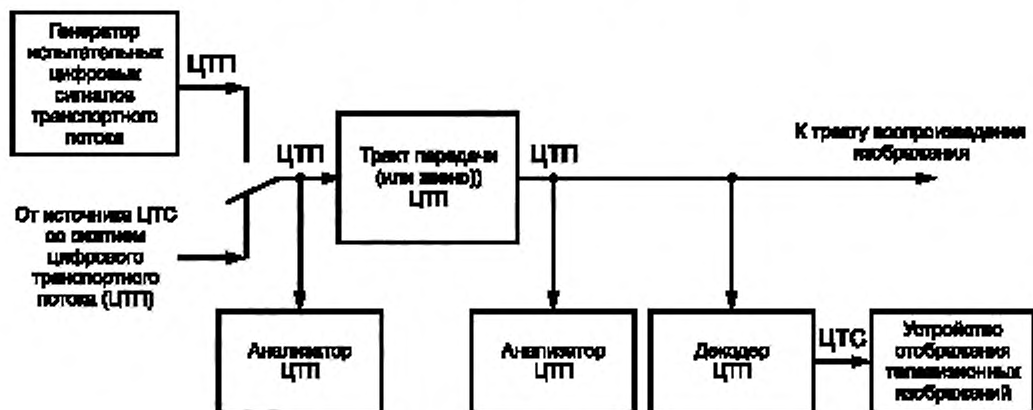 Генератор
испытательных
цифровых
сигналов
транспортного
потока
ЦТП
ЦТП
Тракт передачи
(или звено))
ЦТП
ЦТП
К тракту воспроизведения
изображения
От источника ЦТС
со сжатием
цифрового
транспортного
потока (ЦТП)
Анализатор
ЦТП
Анализатор
ЦТП
Декодер
ЦТП
ЦТС
Устройство
отображения
телевизионных
изображений